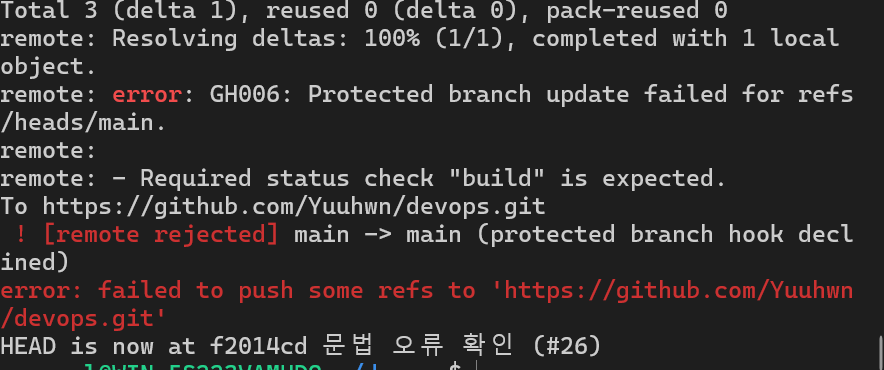 Total 3 (delta 1), reused 0 (delta 0), pack-reused 0
remote: Resolving deltas: 100% (1/1), completed with 1 local
object.
remote: error: GH006: Protected branch update failed for refs
/heads/main.
remote:
remote: - Required status check "build" is expected.
To https://github.com/Yuuhwn/devops.git
 ! [remote rejected] main -> main (protected branch hook decl
ined)
error: failed to push some refs to 'https://github.com/Yuuhwn
/devops.git'
HEAD is now at f2014cd 문법 오류 확인 (#26)